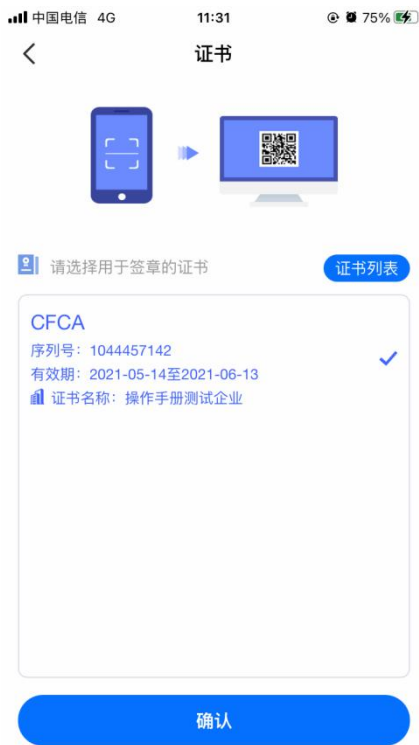 中国电信 4G 11:31 75%
证书
请选择用于签章的证书 证书列表
CFCA
序列号：1044457142
有效期：2021-05-14至2021-06-13
证书名称：操作手册测试企业
确认